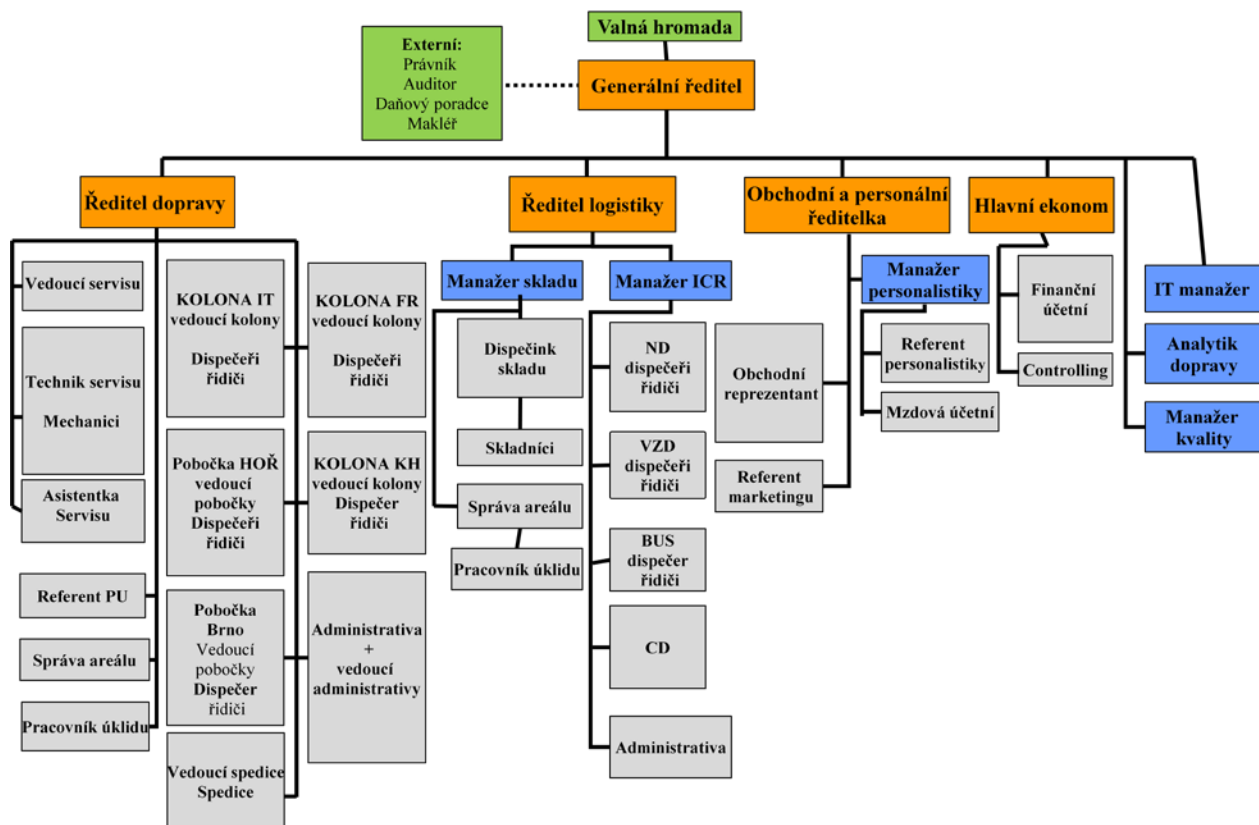 Valná hromada
Externí:
Právník
Auditor
Daňový poradce
Makléř
Generální ředitel
Ředitel dopravy
Ředitel logistiky
Obchodní a personální
ředitelka
Hlavní ekonom
Vedoucí servisu
Technik servisu
Mechanici
Asistentka
Servisu
Referent PU
Správa areálu
Pracovník úklidu
KOLONA IT
vedoucí kolony
Dispečeři
řidiči
Pobočka HOŘ
vedoucí
pobočky
Dispečeři
řidiči
Pobočka
Brno
Vedoucí
pobočky
Dispečer
řidiči
Vedoucí spedice
Spedice
KOLONA FR
vedoucí kolony
Dispečeři
řidiči
KOLONA KH
vedoucí kolony
Dispečer
řidiči
Administrativa
+
vedoucí
administrativy
Manažer skladu
Dispečink
skladu
Skladníci
Správa areálu
Pracovník úklidu
Manažer ICR
ND
dispečeři
řidiči
VZD
dispečeři
řidiči
BUS
dispečer
řidiči
CD
Administrativa
Obchodní
reprezentant
Referent
marketingu
Manažer
personalistiky
Referent
personalistiky
Mzdová účetní
Finanční
účetní
Controlling
IT manažer
Analytik
dopravy
Manažer
kvality